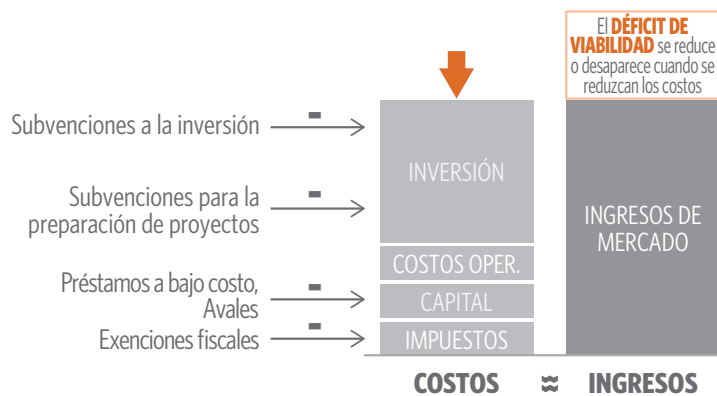 El DÉFICIT DE
VIABILIDAD se reduce
o desaparece cuando se
reduzcan los costos
Subvenciones a la inversión
-
Subvenciones para la
preparación de proyectos
-
Préstamos a bajo costo,
Avales
-
Exenciones fiscales
-
INVERSIÓN
COSTOS OPER.
CAPITAL
IMPUESTOS
INGRESOS DE
MERCADO
COSTOS ≈ INGRESOS